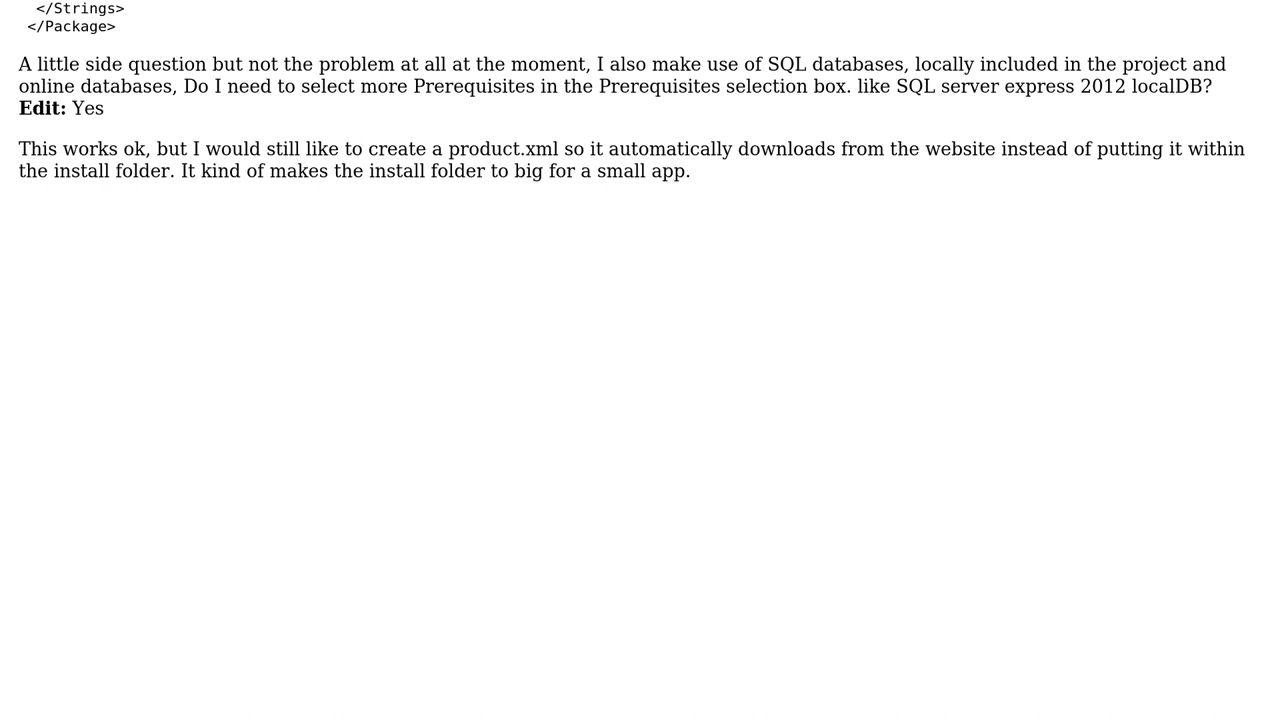 </Strings>
</Package>
A little side question but not the problem at all at the moment, I also make use of SQL databases, locally included in the project and
online databases, Do I need to select more Prerequisites in the Prerequisites selection box. like SQL server express 2012 localDB?
Edit: Yes
This works ok, but I would still like to create a product.xml so it automatically downloads from the website instead of putting it within
the install folder. It kind of makes the install folder to big for a small app.